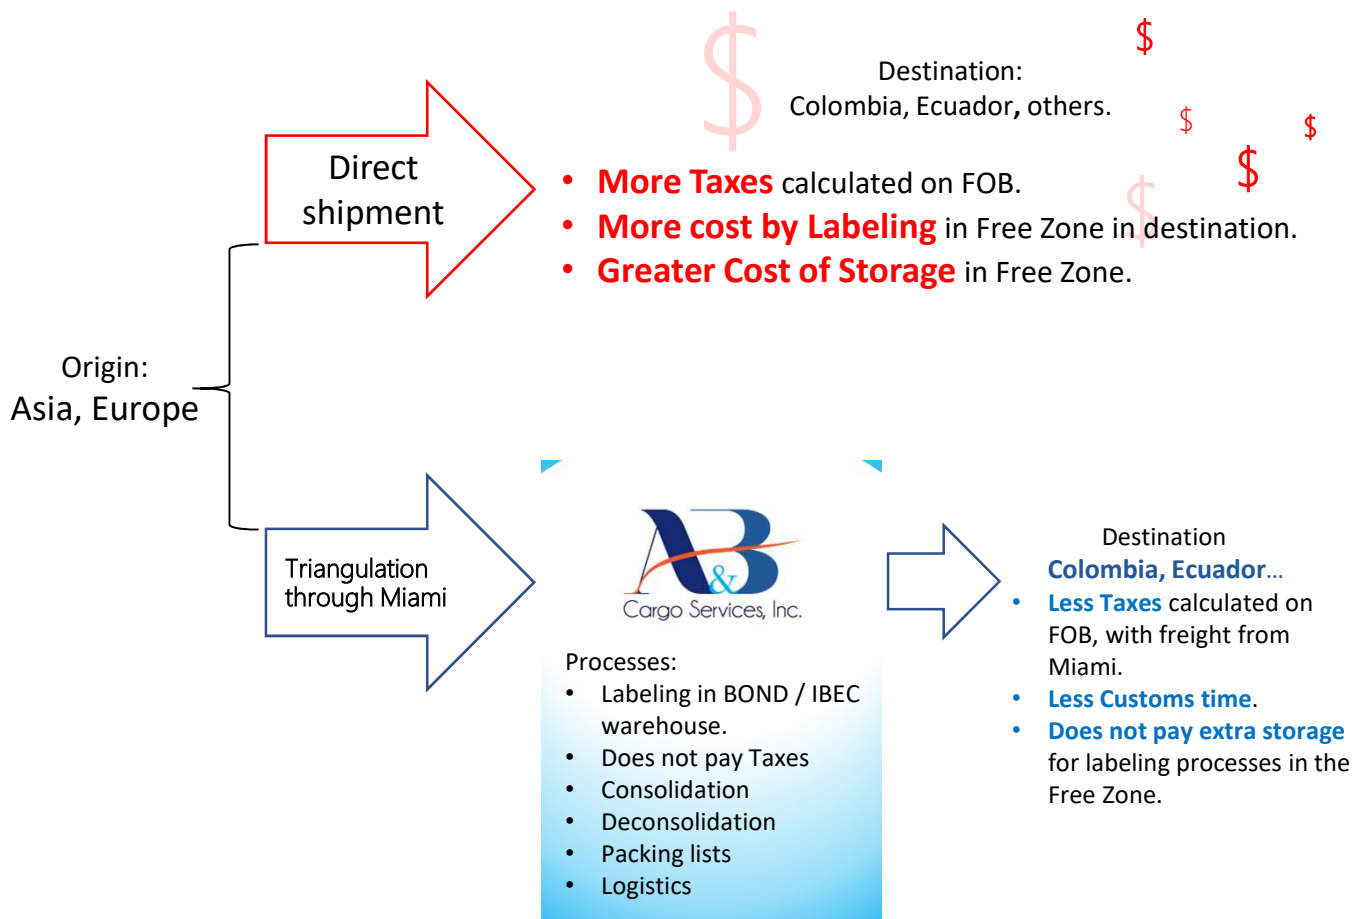 $
$
Destination:
Colombia, Ecuador, others.
$
$
$
$
Direct
shipment
• More Taxes calculated on FOB.
• More cost by Labeling in Free Zone in destination.
• Greater Cost of Storage in Free Zone.
Origin:
Asia, Europe
Triangulation
through Miami
A&B
Cargo Services, Inc.
Processes:
• Labeling in BOND / IBEC
warehouse.
• Does not pay Taxes
• Consolidation
• Deconsolidation
• Packing lists
• Logistics
Destination
Colombia, Ecuador...
• Less Taxes calculated on
FOB, with freight from
Miami.
• Less Customs time.
• Does not pay extra storage
for labeling processes in the
Free Zone.